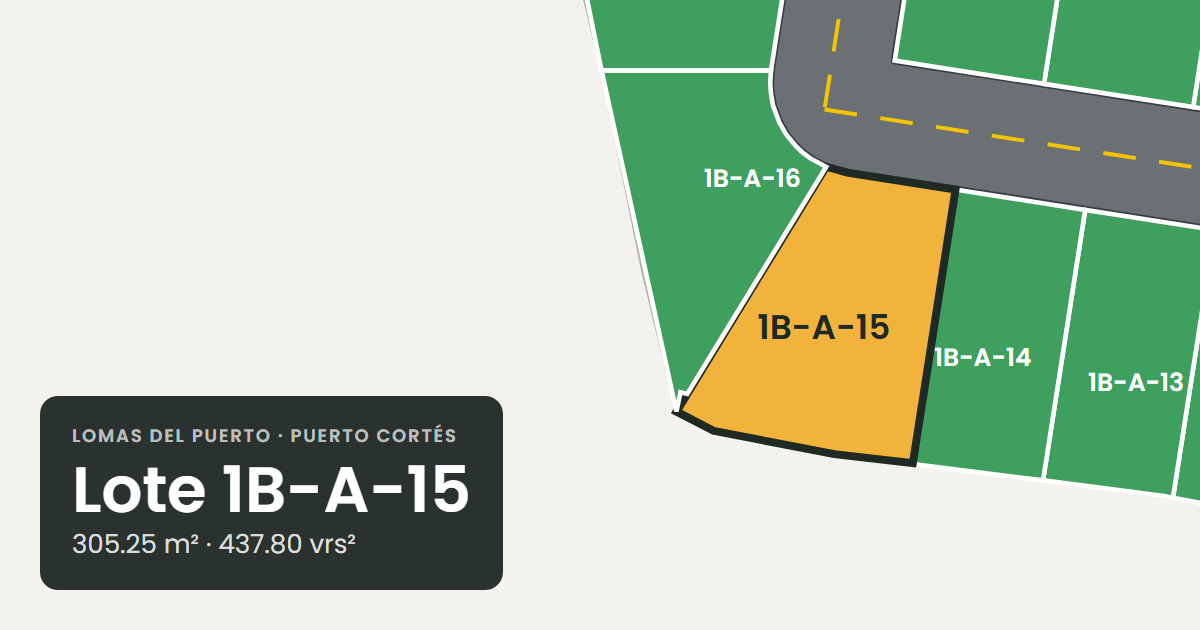 1B-A-16
1B-A-15
1B-A-14
1B-A-13
LOMAS DEL PUERTO · PUERTO CORTÉS
Lote 1B-A-15
305.25 m² · 437.80 vrs²